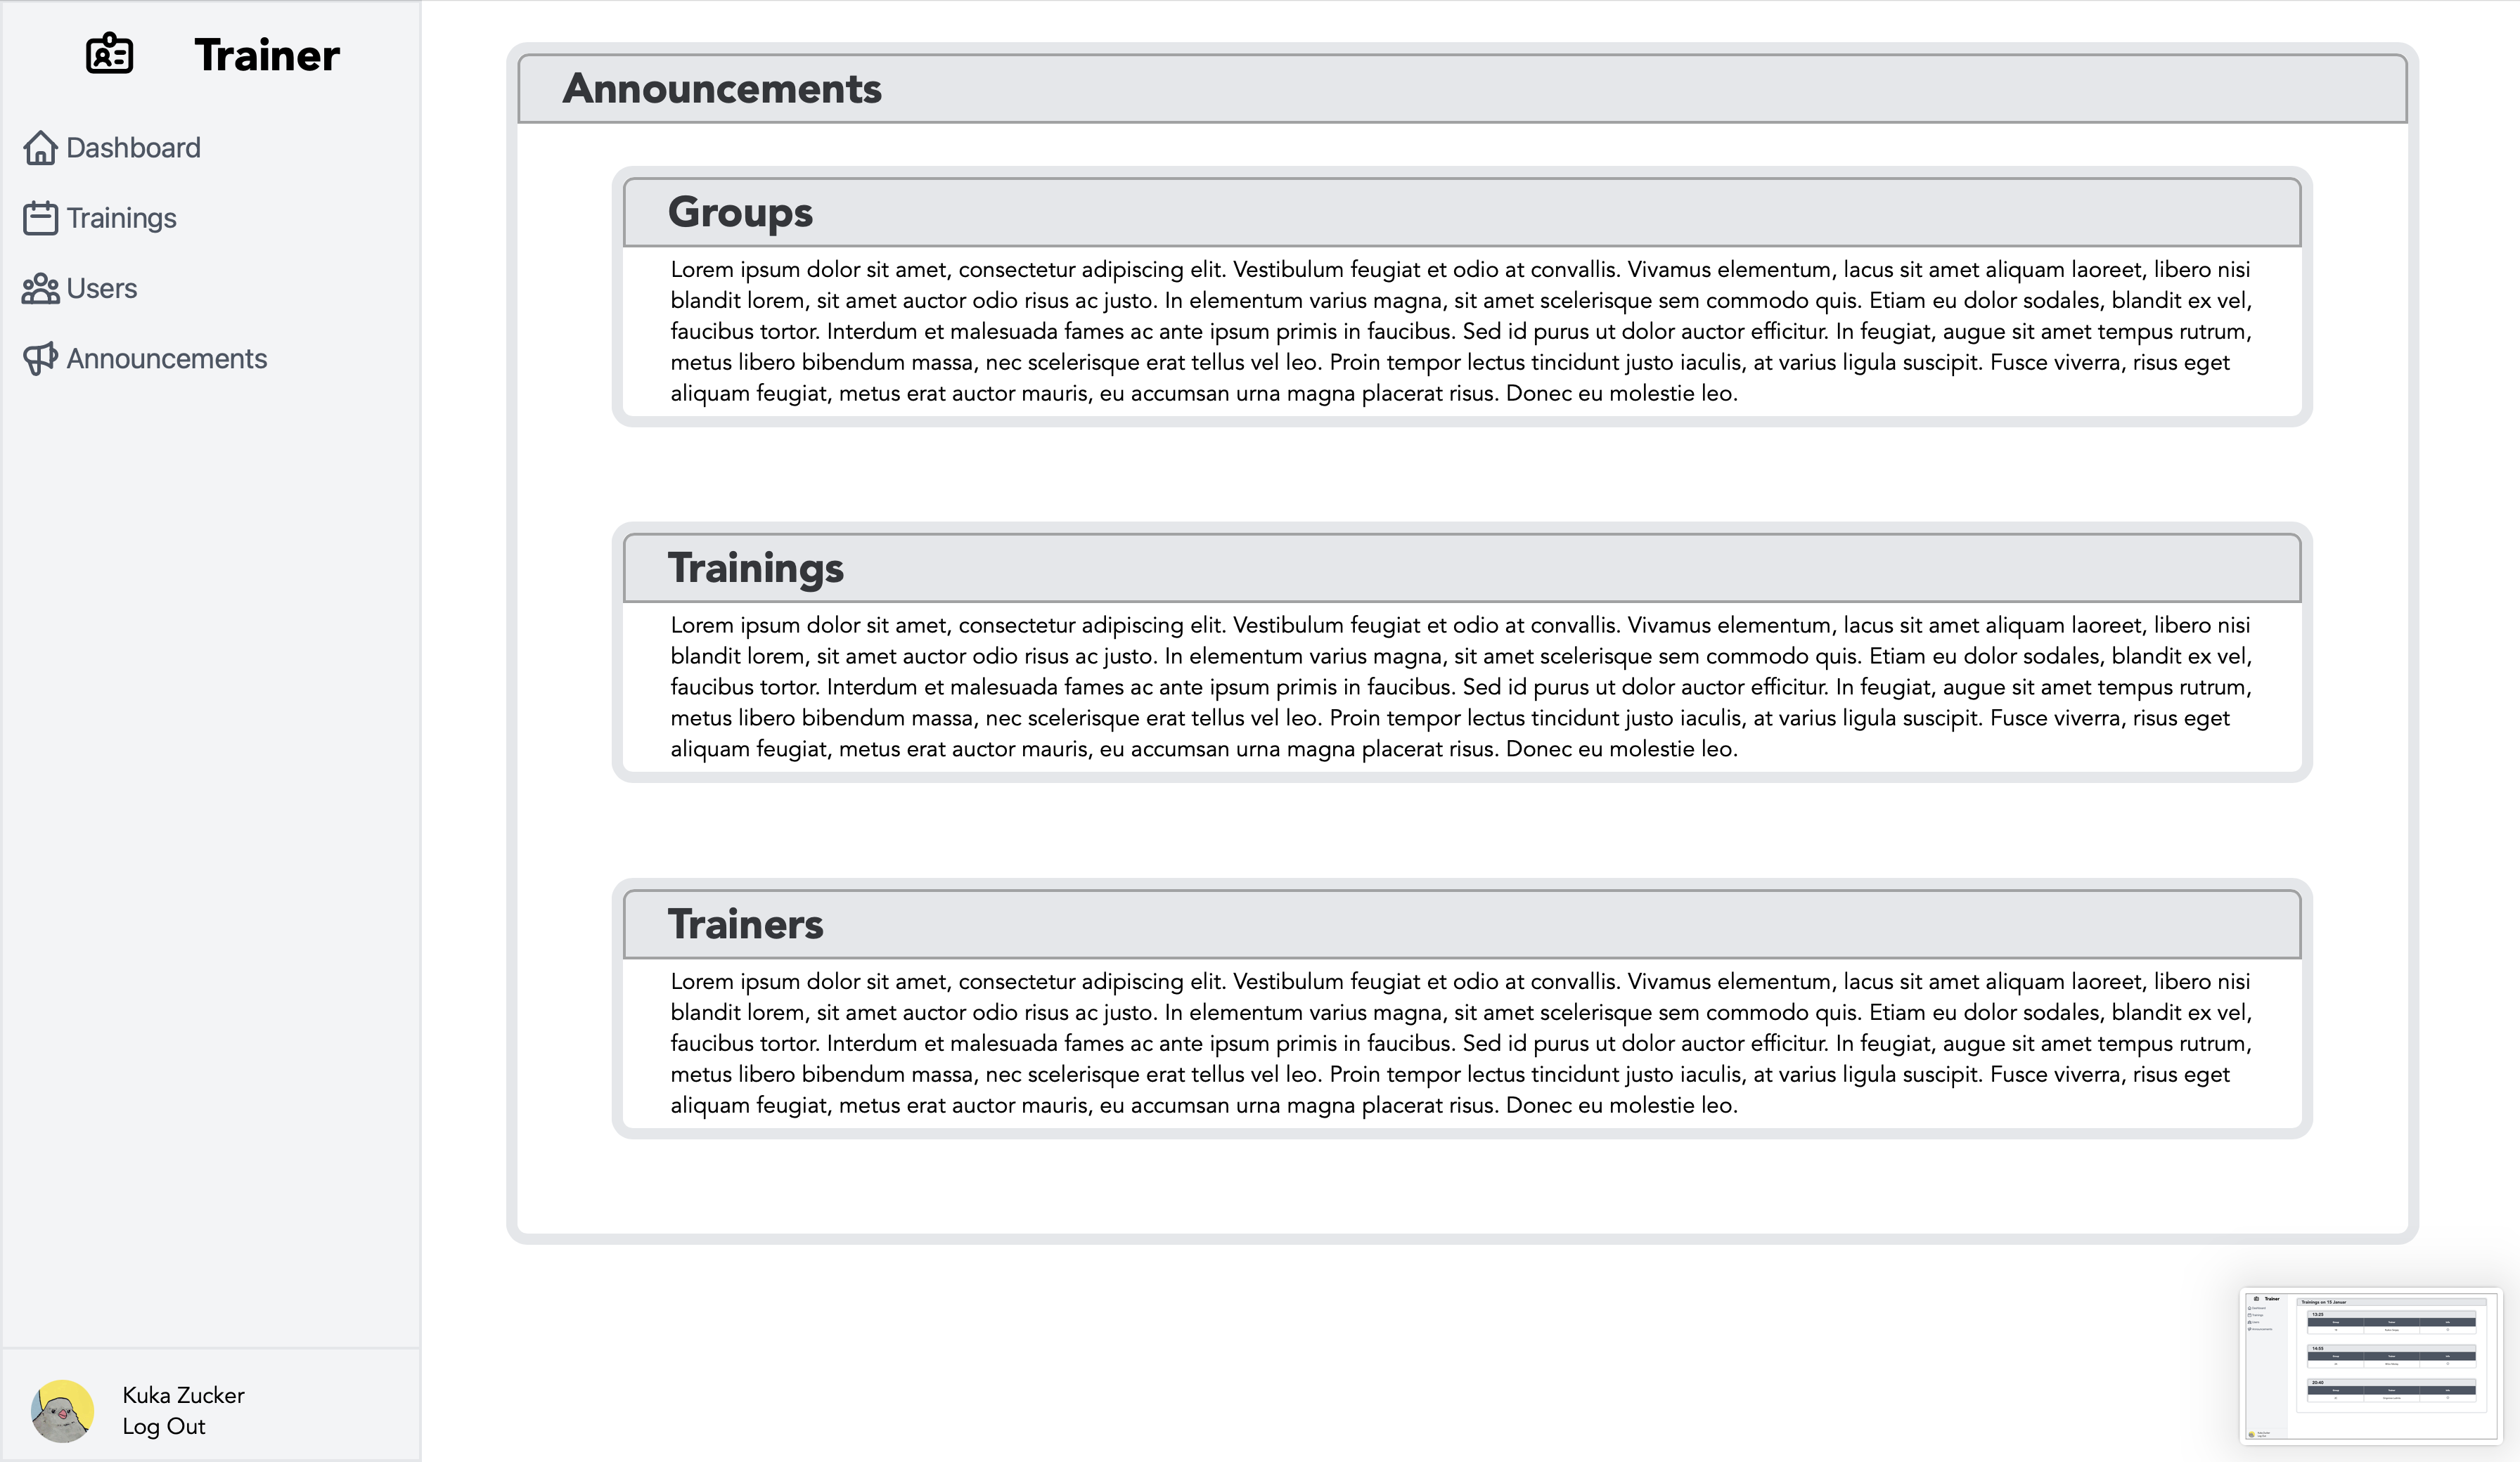 Trainer
Dashboard
Trainings
Users
Announcements
Kuka Zucker
Log Out
Announcements
Groups
Lorem ipsum dolor sit amet, consectetur adipiscing elit. Vestibulum feugiat et odio at convallis. Vivamus elementum, lacus sit amet aliquam laoreet, libero nisi
blandit lorem, sit amet auctor odio risus ac justo. In elementum varius magna, sit amet scelerisque sem commodo quis. Etiam eu dolor sodales, blandit ex vel,
faucibus tortor. Interdum et malesuada fames ac ante ipsum primis in faucibus. Sed id purus ut dolor auctor efficitur. In feugiat, augue sit amet tempus rutrum,
metus libero bibendum massa, nec scelerisque erat tellus vel leo. Proin tempor lectus tincidunt justo iaculis, at varius ligula suscipit. Fusce viverra, risus eget
aliquam feugiat, metus erat auctor mauris, eu accumsan urna magna placerat risus. Donec eu molestie leo.
Trainings
Lorem ipsum dolor sit amet, consectetur adipiscing elit. Vestibulum feugiat et odio at convallis. Vivamus elementum, lacus sit amet aliquam laoreet, libero nisi
blandit lorem, sit amet auctor odio risus ac justo. In elementum varius magna, sit amet scelerisque sem commodo quis. Etiam eu dolor sodales, blandit ex vel,
faucibus tortor. Interdum et malesuada fames ac ante ipsum primis in faucibus. Sed id purus ut dolor auctor efficitur. In feugiat, augue sit amet tempus rutrum,
metus libero bibendum massa, nec scelerisque erat tellus vel leo. Proin tempor lectus tincidunt justo iaculis, at varius ligula suscipit. Fusce viverra, risus eget
aliquam feugiat, metus erat auctor mauris, eu accumsan urna magna placerat risus. Donec eu molestie leo.
Trainers
Lorem ipsum dolor sit amet, consectetur adipiscing elit. Vestibulum feugiat et odio at convallis. Vivamus elementum, lacus sit amet aliquam laoreet, libero nisi
blandit lorem, sit amet auctor odio risus ac justo. In elementum varius magna, sit amet scelerisque sem commodo quis. Etiam eu dolor sodales, blandit ex vel,
faucibus tortor. Interdum et malesuada fames ac ante ipsum primis in faucibus. Sed id purus ut dolor auctor efficitur. In feugiat, augue sit amet tempus rutrum,
metus libero bibendum massa, nec scelerisque erat tellus vel leo. Proin tempor lectus tincidunt justo iaculis, at varius ligula suscipit. Fusce viverra, risus eget
aliquam feugiat, metus erat auctor mauris, eu accumsan urna magna placerat risus. Donec eu molestie leo.
Trainer
Trainings on 15 Januar